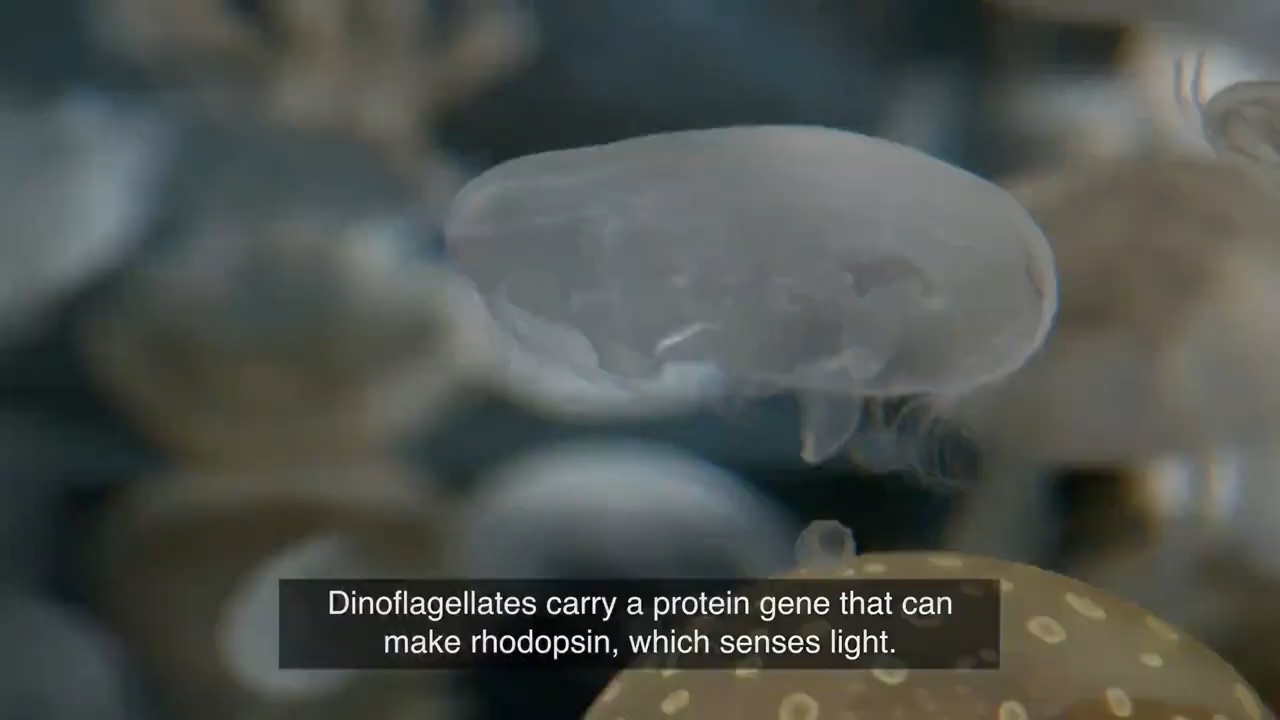 Dinoflagellates carry a protein gene that can
make rhodopsin, which senses light.